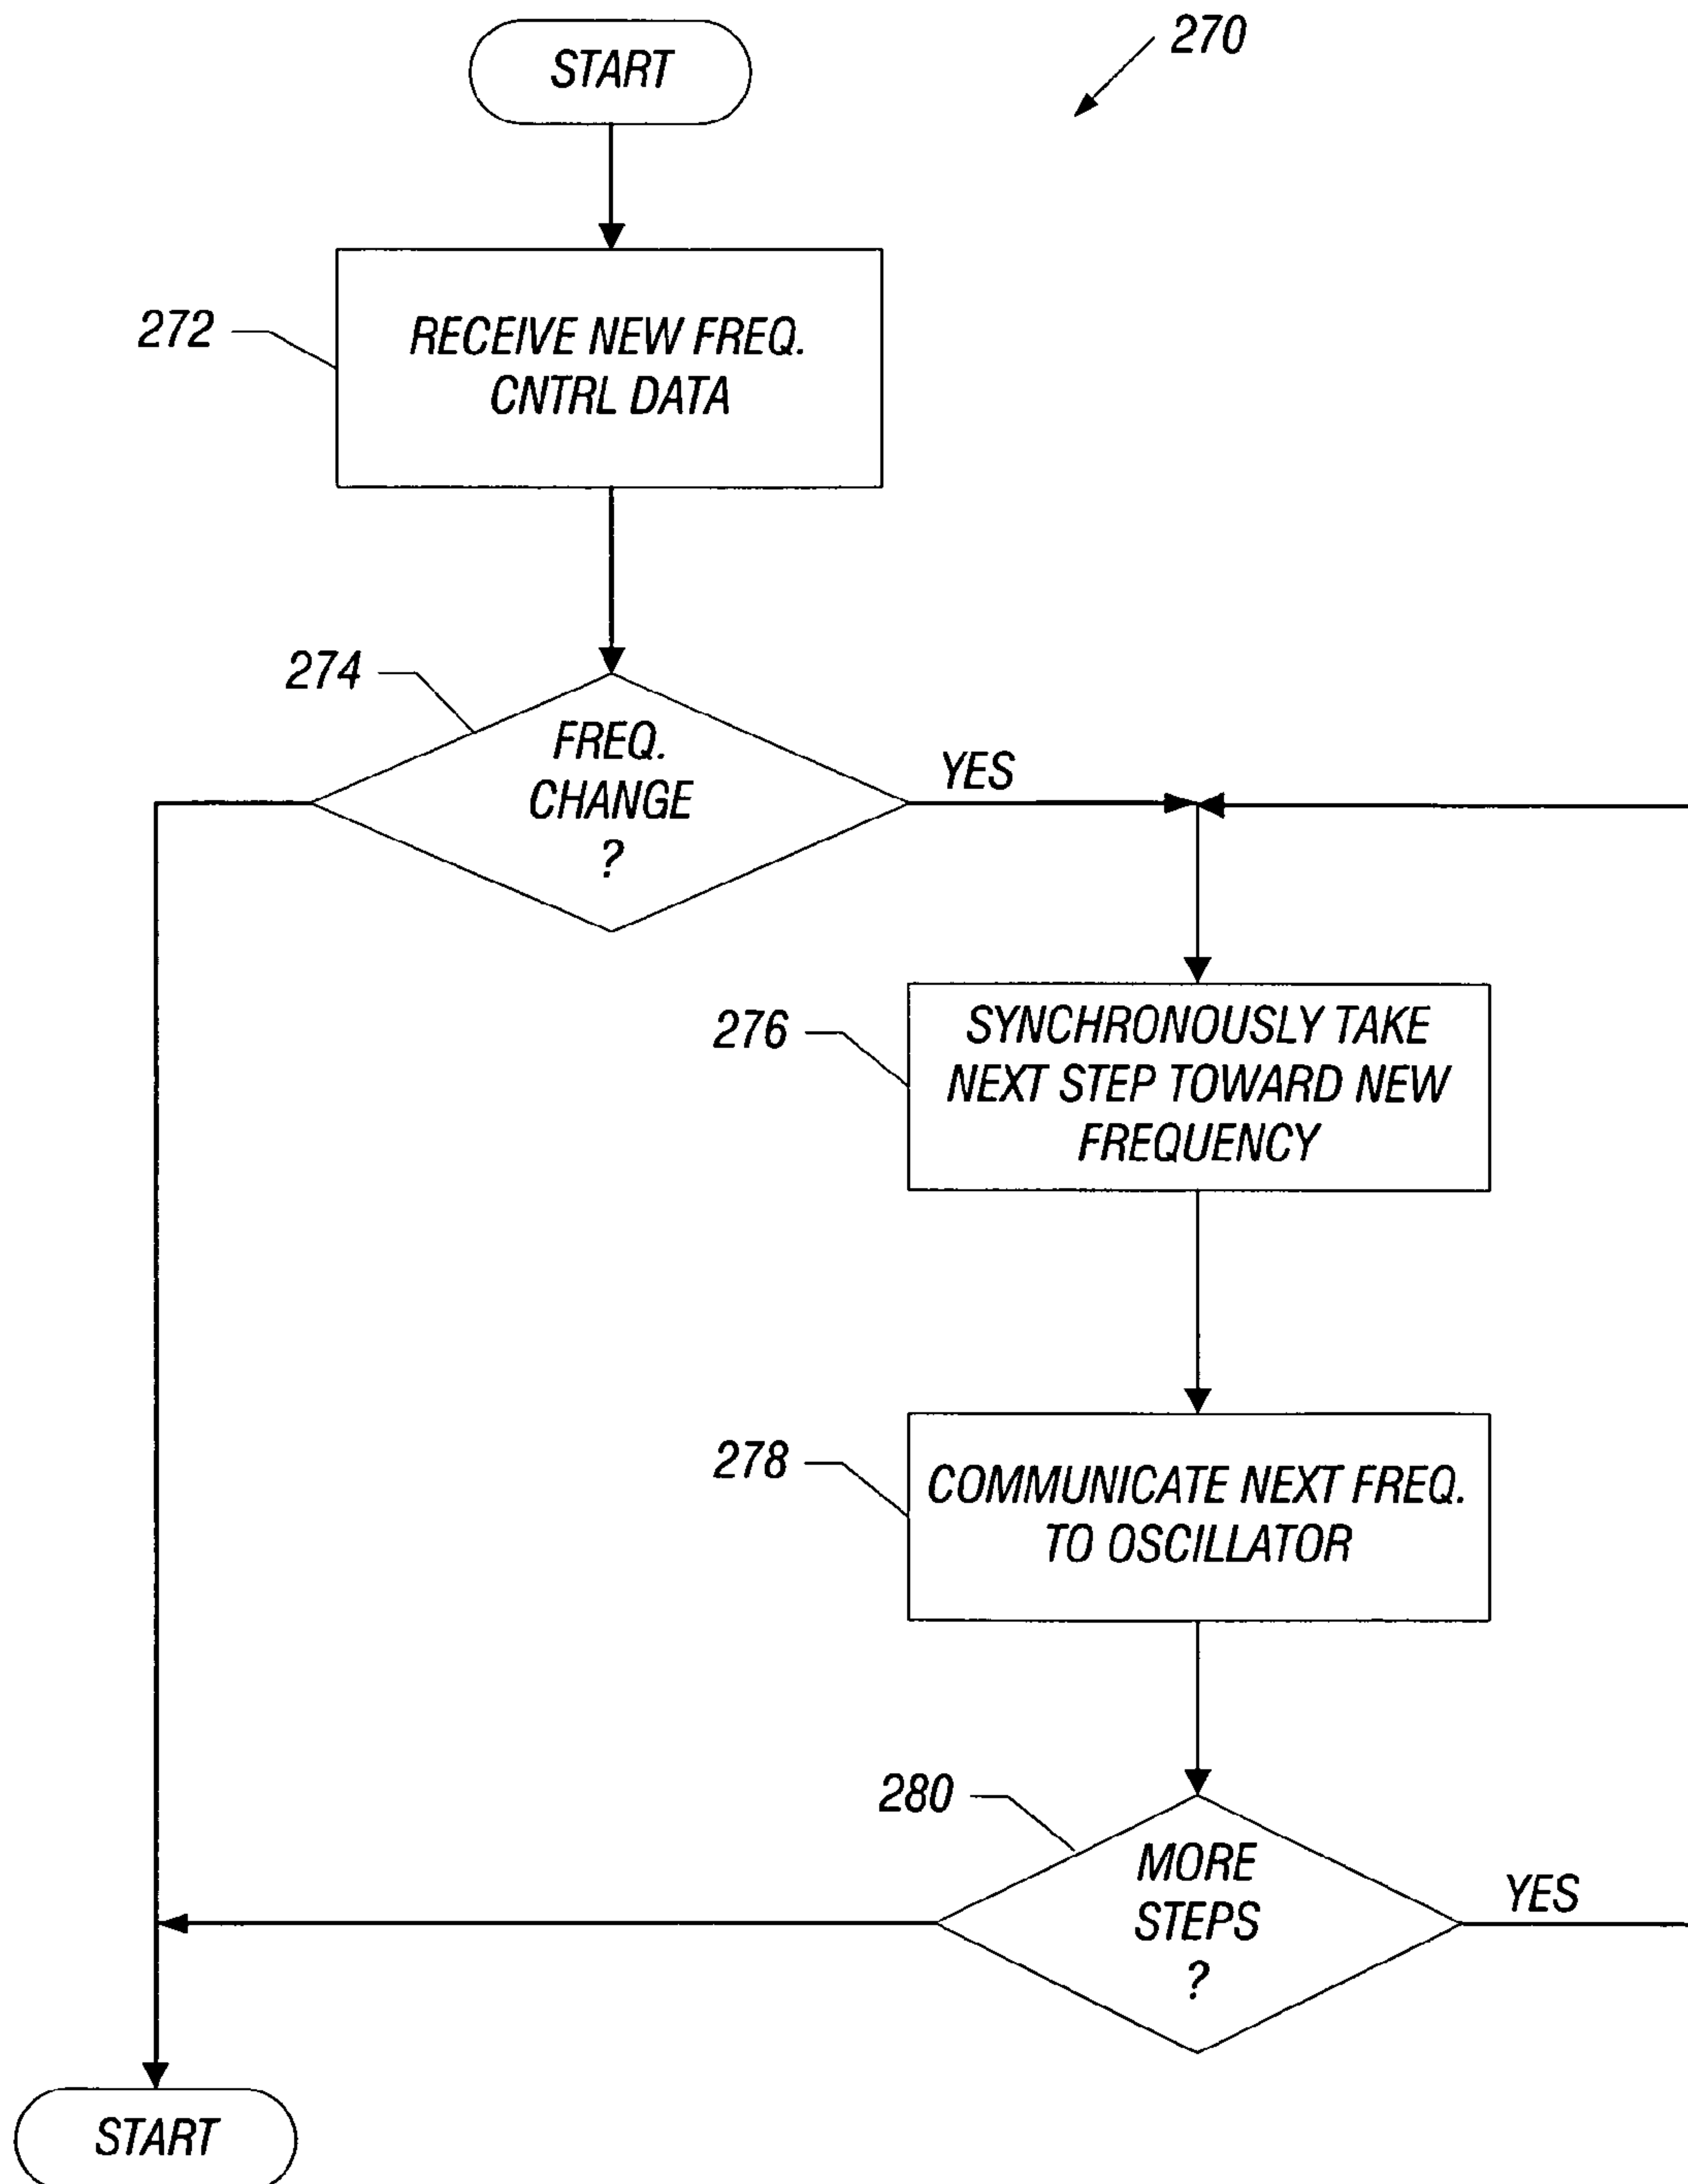 START
270
272
RECEIVE NEW FREQ.
CNTRL DATA
274
FREQ.
CHANGE
?
YES
276
SYNCHRONOUSLY TAKE
NEXT STEP TOWARD NEW
FREQUENCY
278
COMMUNICATE NEXT FREQ.
TO OSCILLATOR
280
MORE
STEPS
?
YES
START